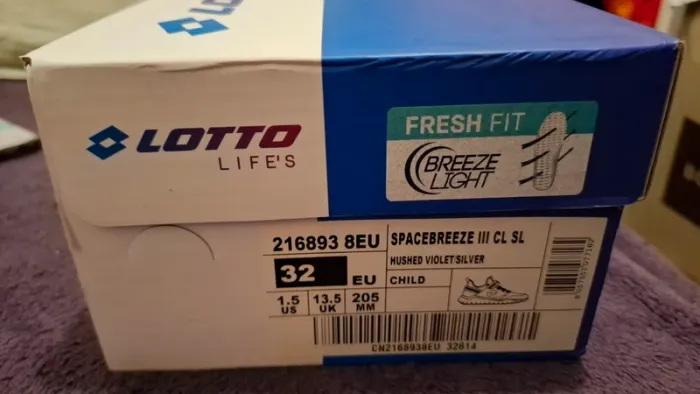 LOTTO
LIFE'S
FRESH FIT
BREEZE
LIGHT
216893 8EU
SPACEBREEZE III CL SL
HUSHED VIOLET/SILVER
32 EU
CHILD
1.5 US
13.5 UK
205 MM
CN2168938EU 32614